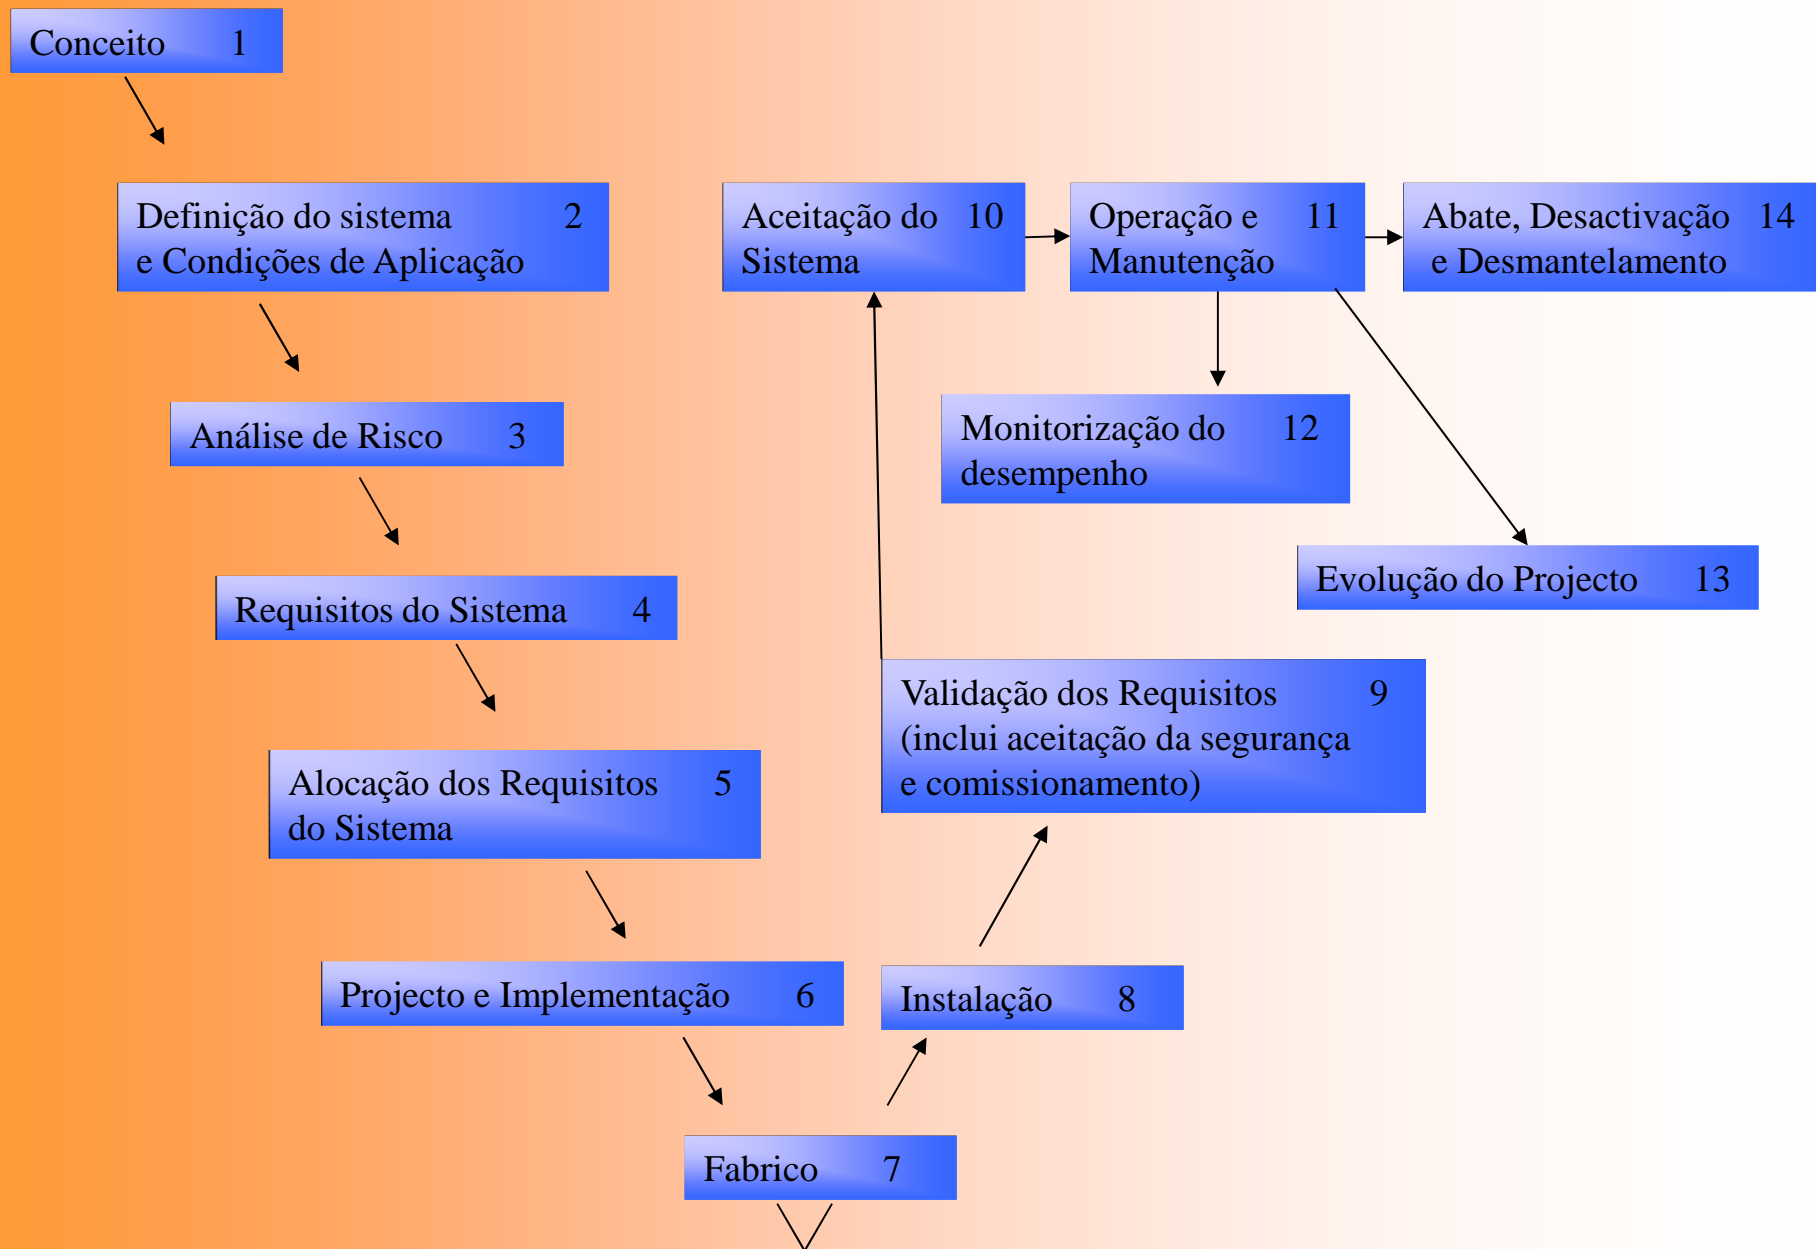 Conceito 1
Definição do sistema 2
e Condições de Aplicação
Análise de Risco 3
Requisitos do Sistema 4
Alocação dos Requisitos 5
do Sistema
Projecto e Implementação 6
Fabrico 7
Instalação 8
Validação dos Requisitos 9
(inclui aceitação da segurança
e comissionamento)
Aceitação do 10
Sistema
Operação e 11
Manutenção
Monitorização do 12
desempenho
Evolução do Projecto 13
Abate, Desactivação 14
e Desmantelamento